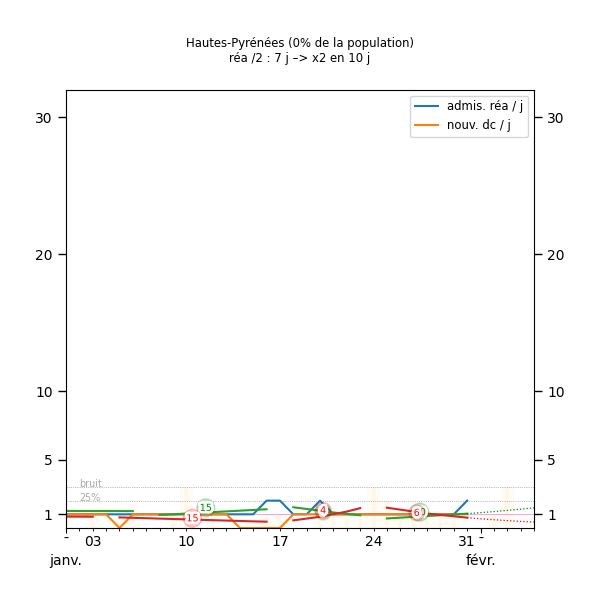 Hautes-Pyrénées (0% de la population)
réa /2 : 7 j –> x2 en 10 j
admis. réa / j
nouv. dc / j
30 30
20 20
10 10
5 5
bruit
25%
1 1
15
15
4
6
03 10 17 24 31
janv. févr.